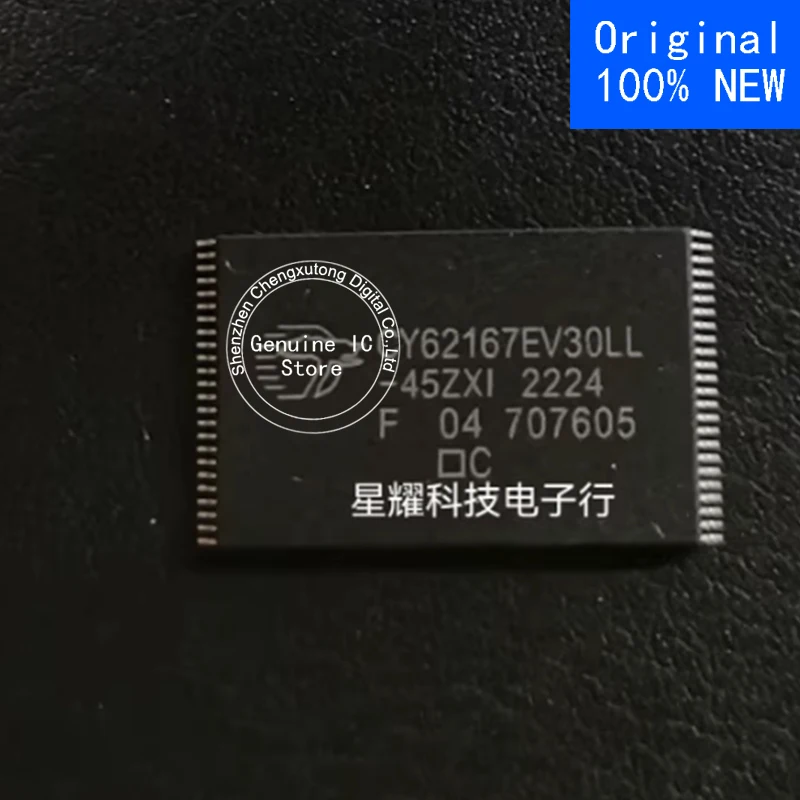 Original
100% NEW
Shenzhen Chengxutong Digital Co.,Ltd
Genuine IC
Store
Y62167EV30LL
-45ZXI 2224
F 04 707605
C
星耀科技电子行